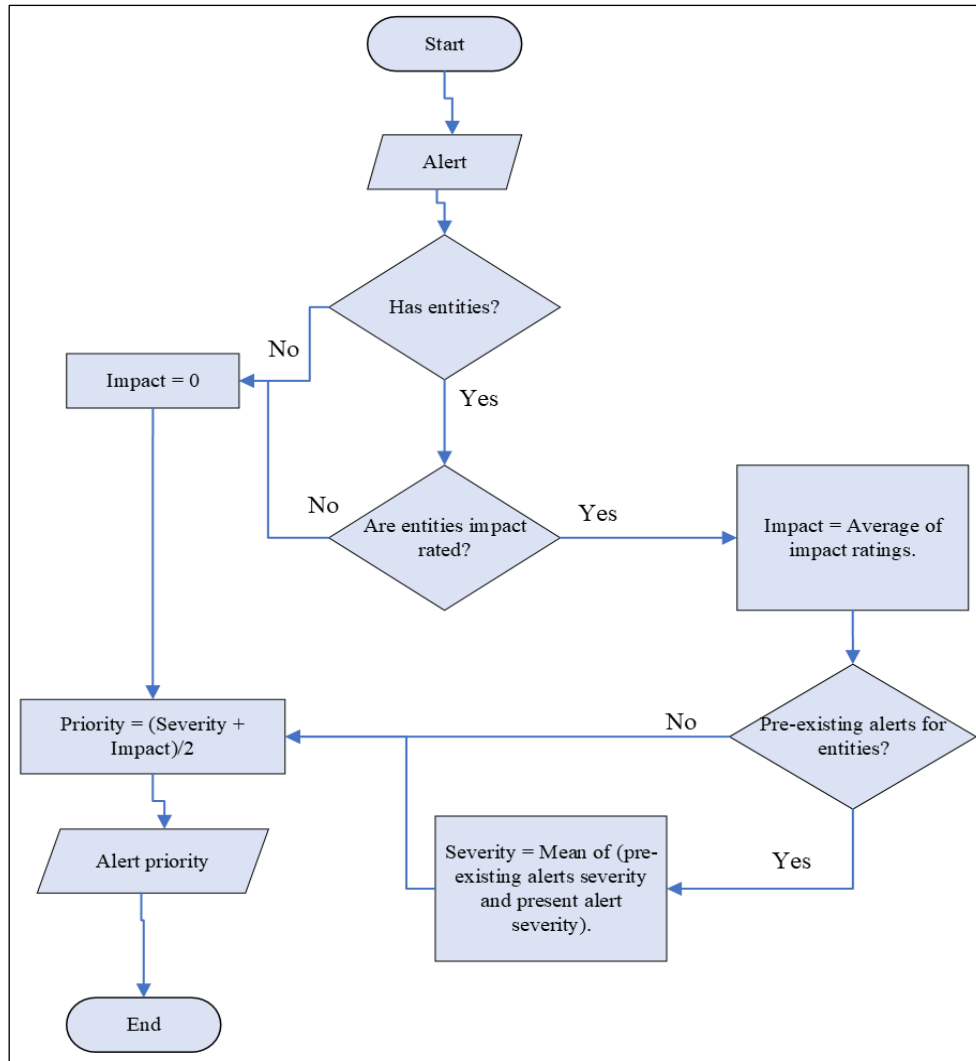 Start
Alert
Has entities?
No
Impact = 0
Yes
No
Are entities impact
rated?
Yes
Impact = Average of
impact ratings.
Priority = (Severity +
Impact)/2
No
Pre-existing alerts for
entities?
Alert priority
Severity = Mean of (pre-
existing alerts severity
and present alert
severity).
Yes
End